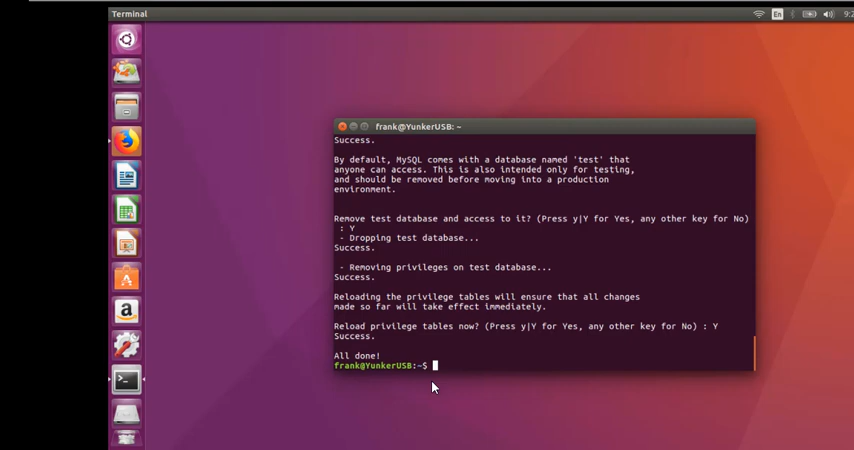 Terminal
En
frank@YunkerUSB: ~
Success.
By default, MySQL comes with a database named 'test' that
anyone can access. This is also intended only for testing,
and should be removed before moving into a production
environment.
Remove test database and access to it? (Press y|Y for Yes, any other key for No)
: Y
- Dropping test database...
Success.
- Removing privileges on test database...
Success.
Reloading the privilege tables will ensure that all changes
made so far will take effect immediately.
Reload privilege tables now? (Press y|Y for Yes, any other key for No) : Y
Success.
All done!
frank@YunkerUSB:~$